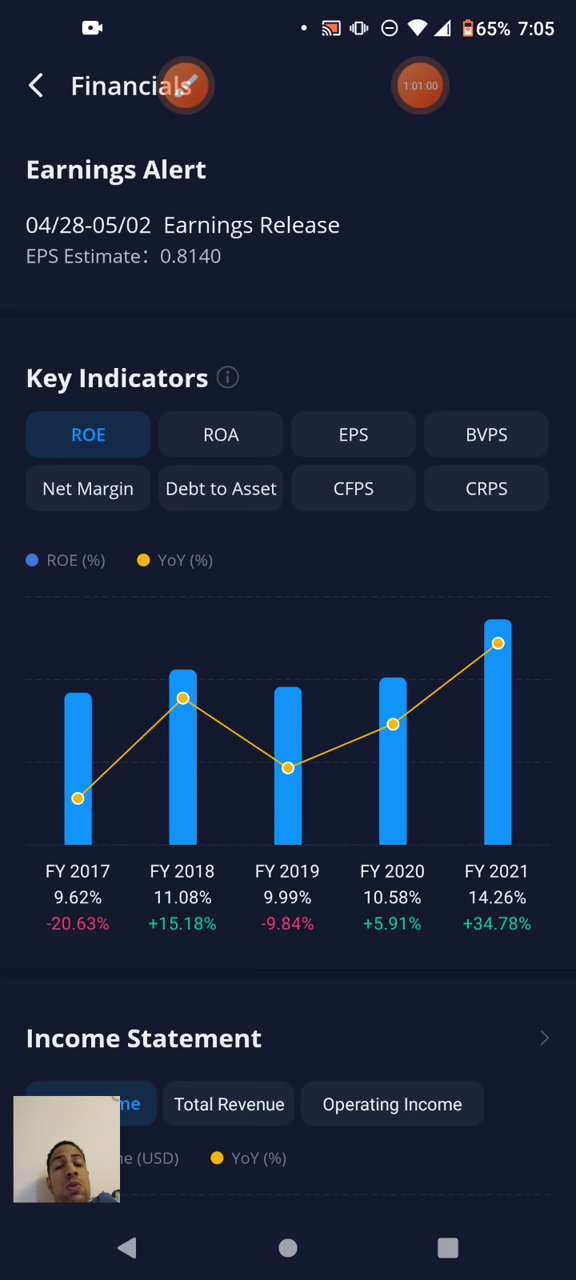 65% 7:05
Financials
1:01:00
Earnings Alert
04/28-05/02 Earnings Release
EPS Estimate: 0.8140
Key Indicators
ROE ROA EPS BVPS
Net Margin Debt to Asset CFPS CRPS
ROE (%) YoY (%)
FY 2017 FY 2018 FY 2019 FY 2020 FY 2021
9.62% 11.08% 9.99% 10.58% 14.26%
-20.63% +15.18% -9.84% +5.91% +34.78%
Income Statement
me Total Revenue Operating Income
ne (USD) YoY (%)